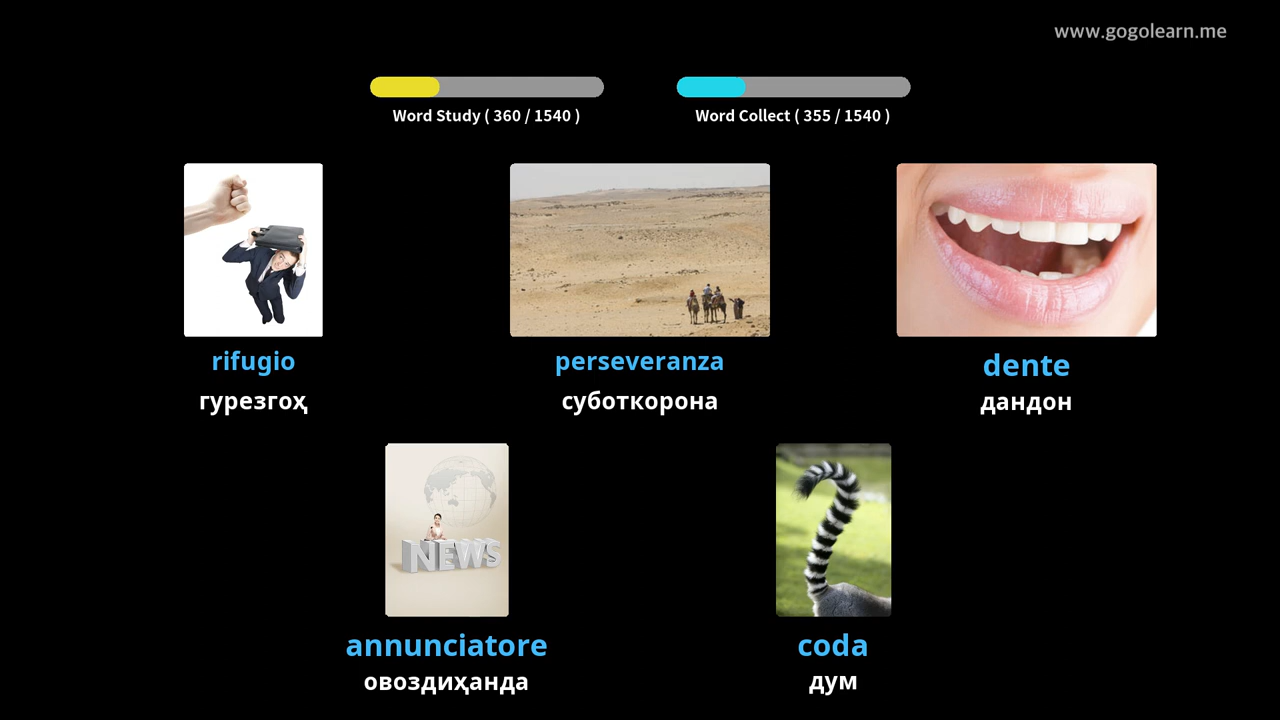 www.gogolearn.me
Word Study ( 360 / 1540 )
Word Collect ( 355 / 1540 )
rifugio
гурезгоҳ
perseveranza
суботкорона
dente
дандон
NEWS
annunciatore
овоздиҳанда
coda
дум